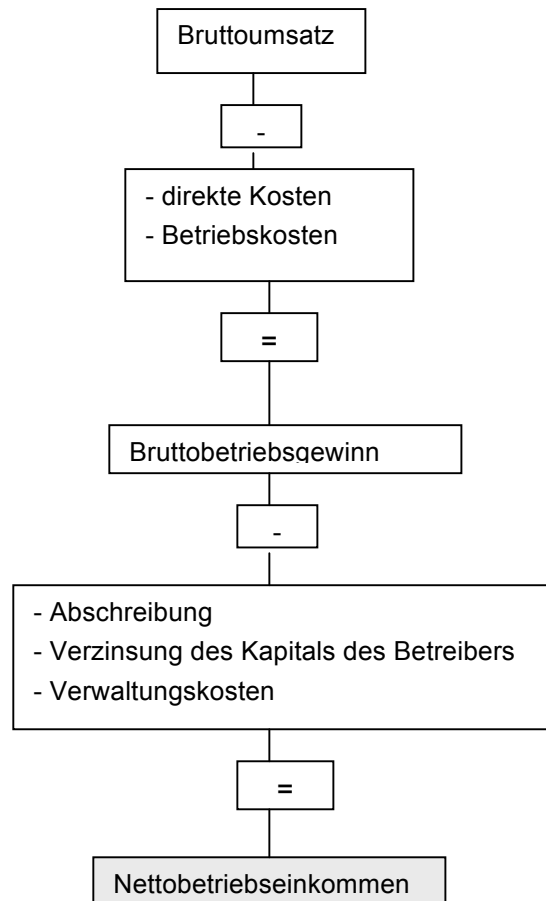 Bruttoumsatz
-
- direkte Kosten
- Betriebskosten
=
Bruttobetriebsgewinn
-
- Abschreibung
- Verzinsung des Kapitals des Betreibers
- Verwaltungskosten
=
Nettobetriebseinkommen